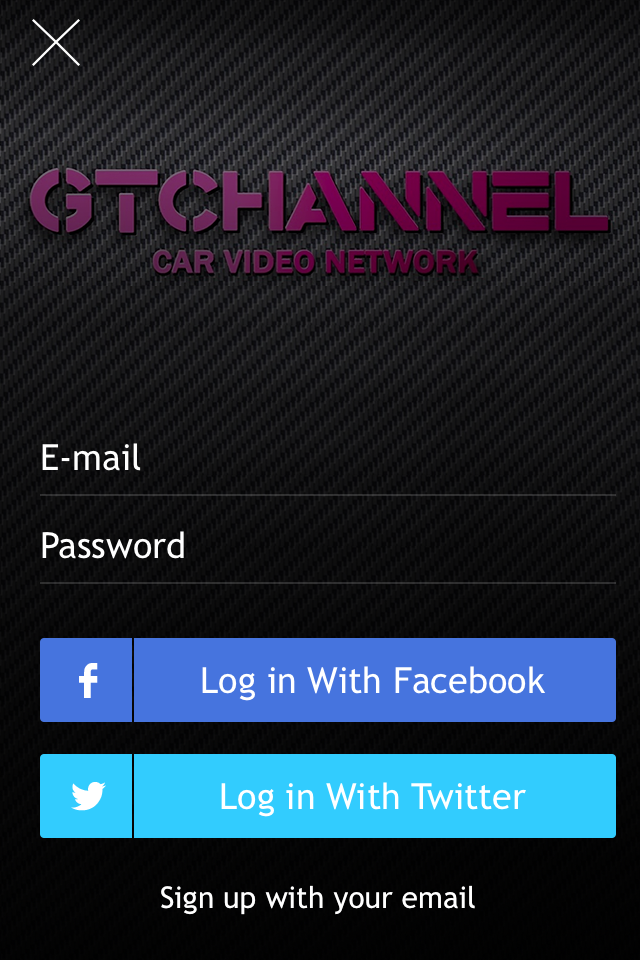 GTCHANNEL
CAR VIDEO NETWORK
E-mail
Password
Log in With Facebook
Log in With Twitter
Sign up with your email